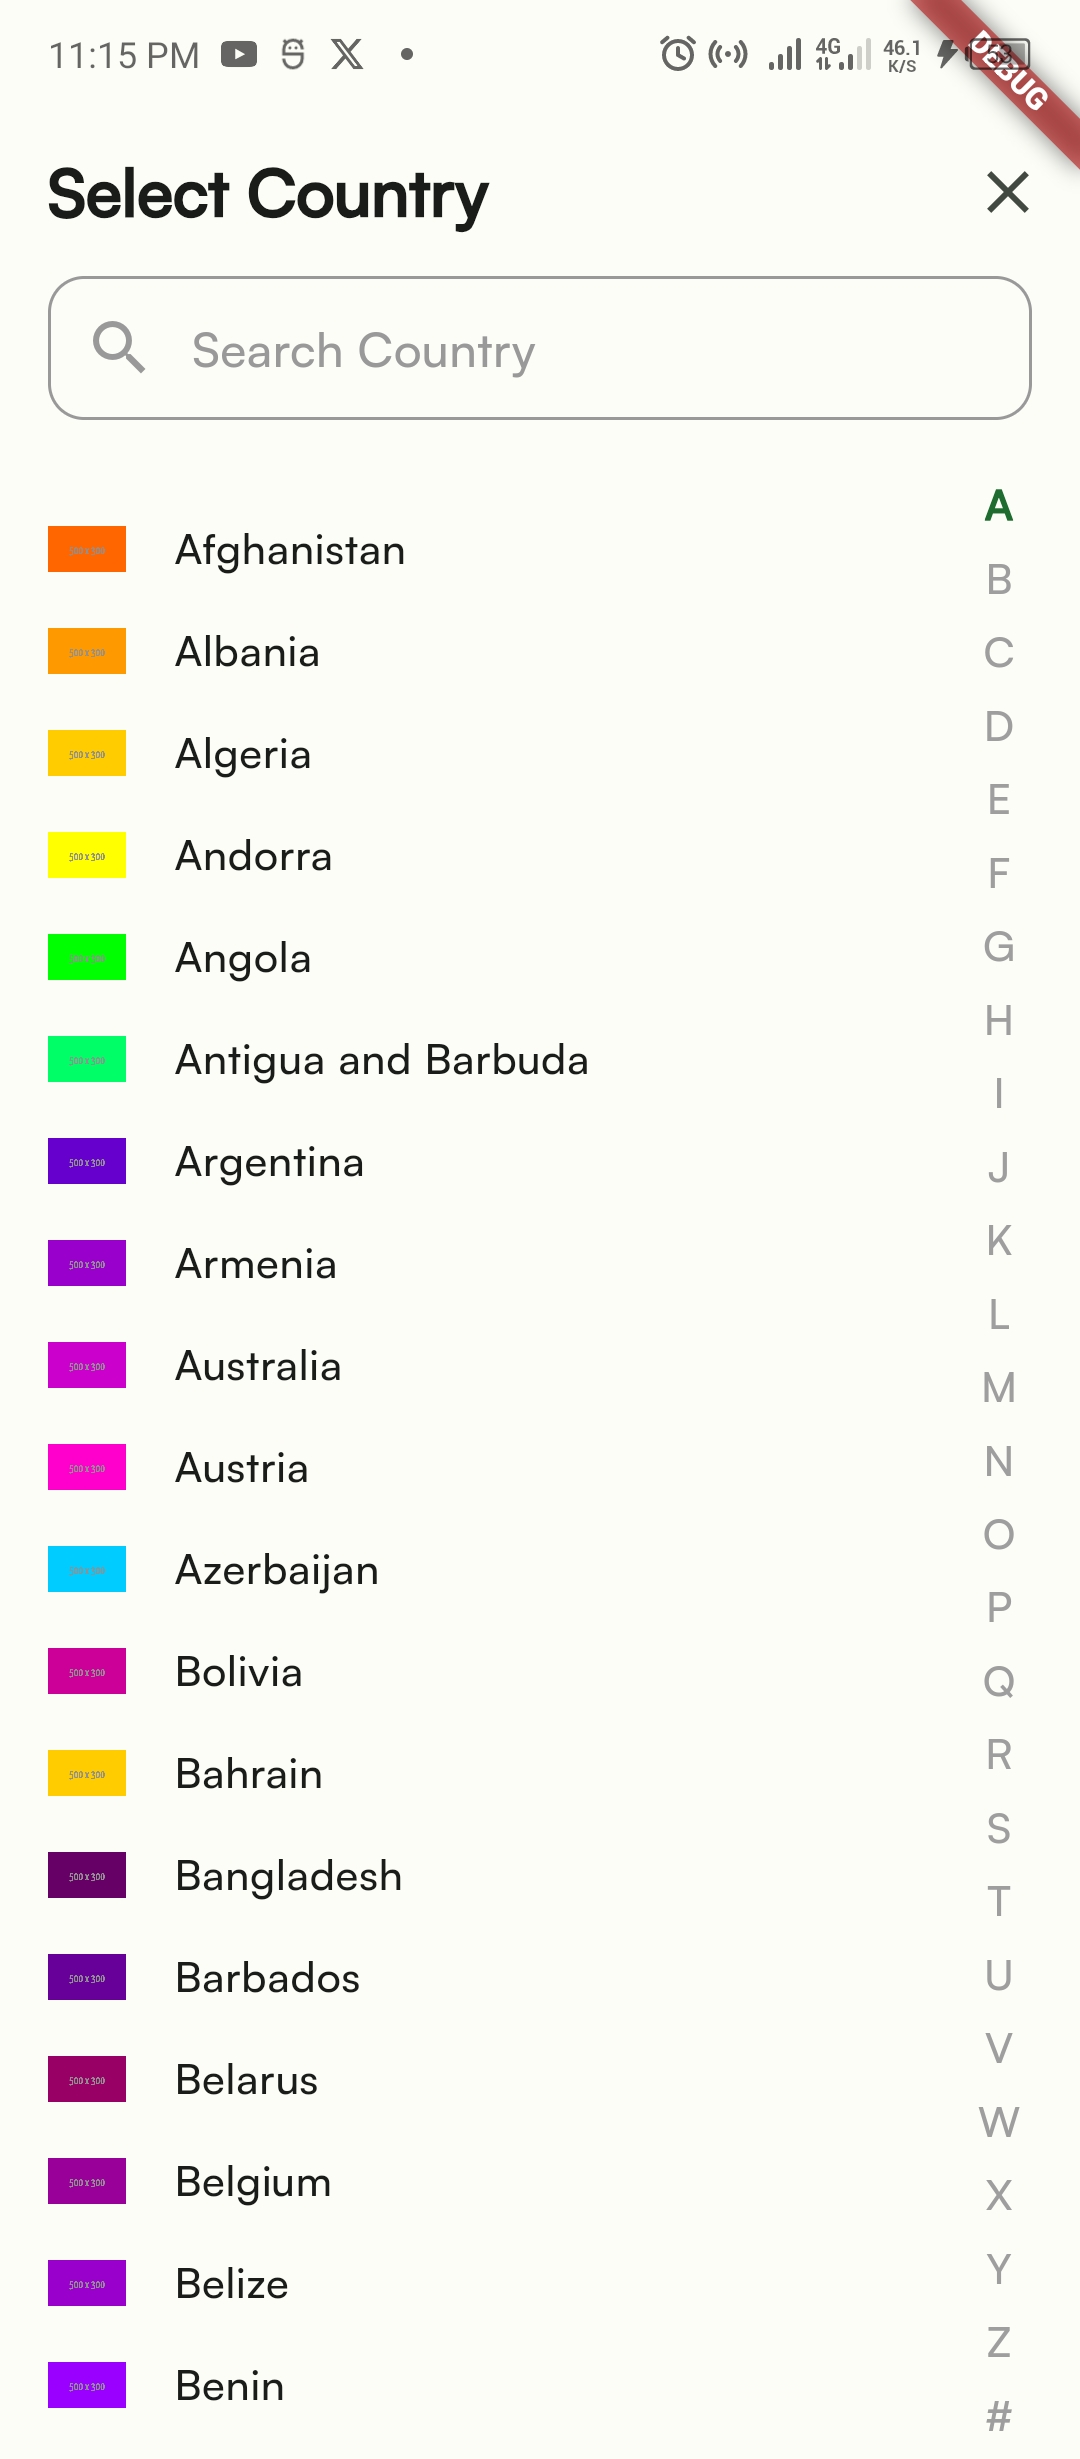 11:15 PM
4G
46.1
K/S
DEBUG
Select Country
Search Country
A
500 x 300 Afghanistan
B
500 x 300 Albania
C
D
500 x 300 Algeria
E
500 x 300 Andorra
F
G
500 x 300 Angola
H
500 x 300 Antigua and Barbuda
I
J
500 x 300 Argentina
K
500 x 300 Armenia
L
500 x 300 Australia
M
N
500 x 300 Austria
O
500 x 300 Azerbaijan
P
Q
500 x 300 Bolivia
R
500 x 300 Bahrain
S
500 x 300 Bangladesh
T
U
500 x 300 Barbados
V
500 x 300 Belarus
W
X
500 x 300 Belgium
Y
500 x 300 Belize
Z
500 x 300 Benin
#